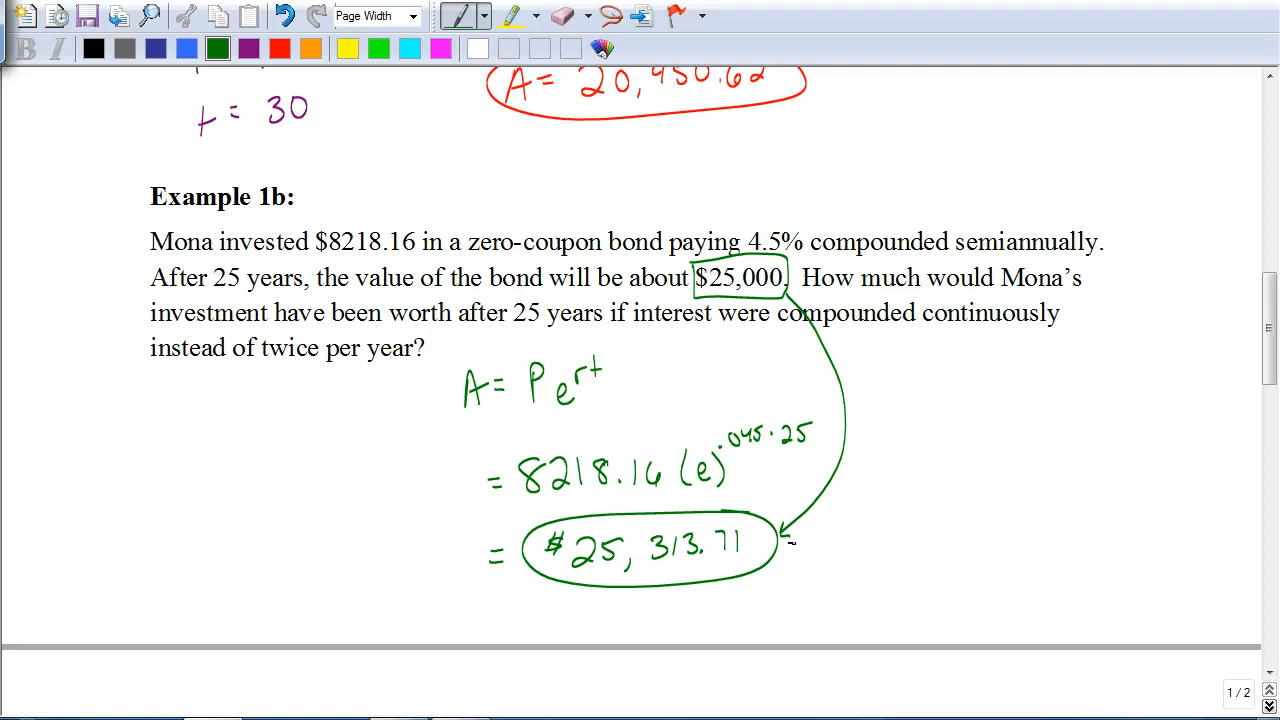 Page Width
B I
A = 20,950.62
t = 30
Example 1b:
Mona invested $8218.16 in a zero-coupon bond paying 4.5% compounded semiannually.
After 25 years, the value of the bond will be about $25,000. How much would Mona’s
investment have been worth after 25 years if interest were compounded continuously
instead of twice per year?
A = Pe^rt
= 8218.16 (e)^.045·25
= $25,313.71
1 / 2